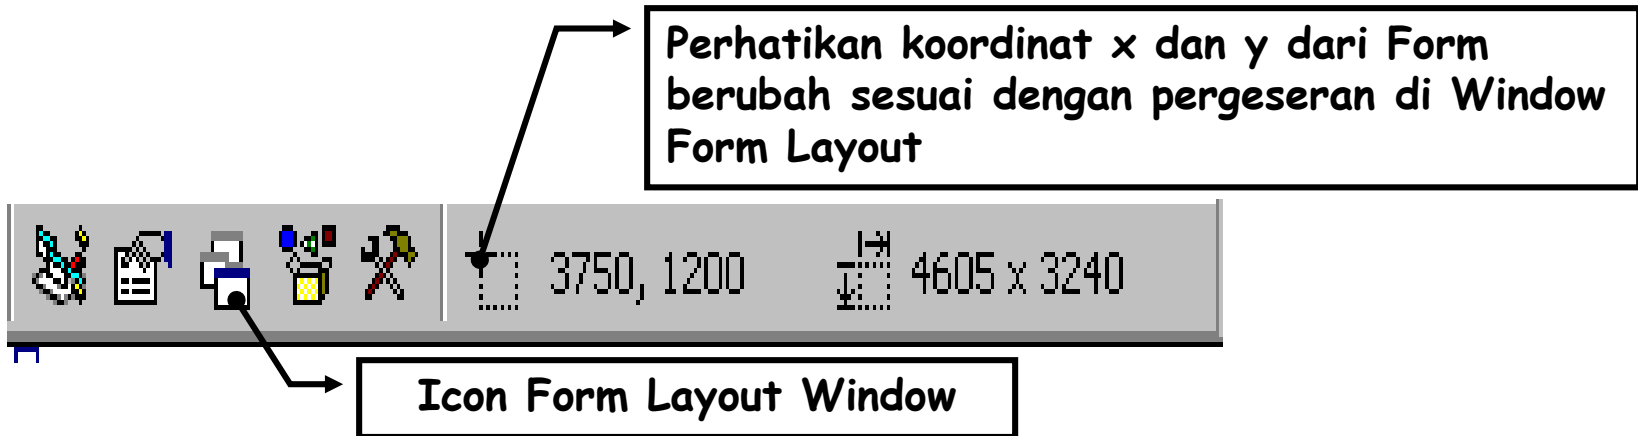 Perhatikan koordinat x dan y dari Form
berubah sesuai dengan pergeseran di Window
Form Layout
3750, 1200
4605 x 3240
Icon Form Layout Window